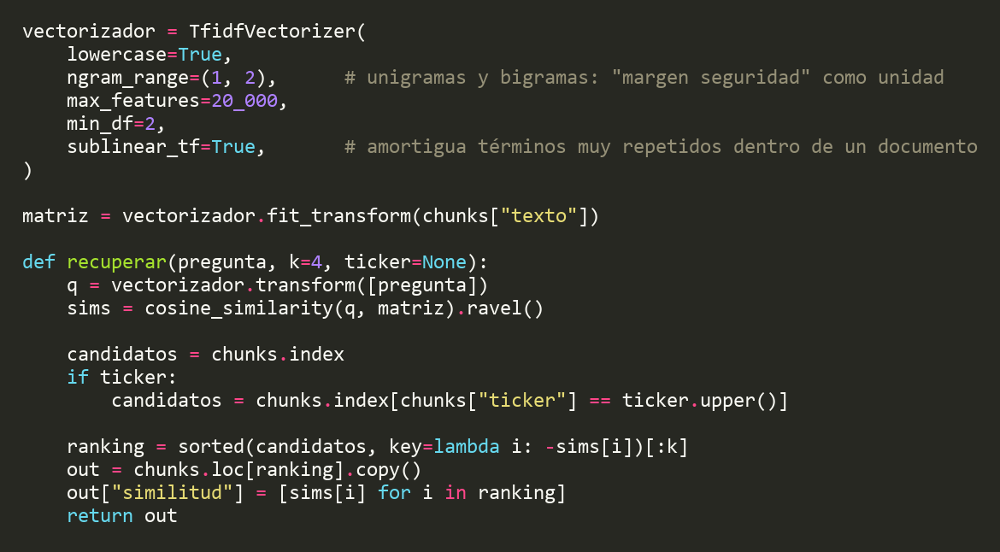 vectorizador = TfidfVectorizer(
    lowercase=True,
    ngram_range=(1, 2),      # unigramas y bigramas: "margen seguridad" como unidad
    max_features=20_000,
    min_df=2,
    sublinear_tf=True,       # amortigua términos muy repetidos dentro de un documento
)

matriz = vectorizador.fit_transform(chunks["texto"])

def recuperar(pregunta, k=4, ticker=None):
    q = vectorizador.transform([pregunta])
    sims = cosine_similarity(q, matriz).ravel()

    candidatos = chunks.index
    if ticker:
        candidatos = chunks.index[chunks["ticker"] == ticker.upper()]

    ranking = sorted(candidatos, key=lambda i: -sims[i])[:k]
    out = chunks.loc[ranking].copy()
    out["similitud"] = [sims[i] for i in ranking]
    return out